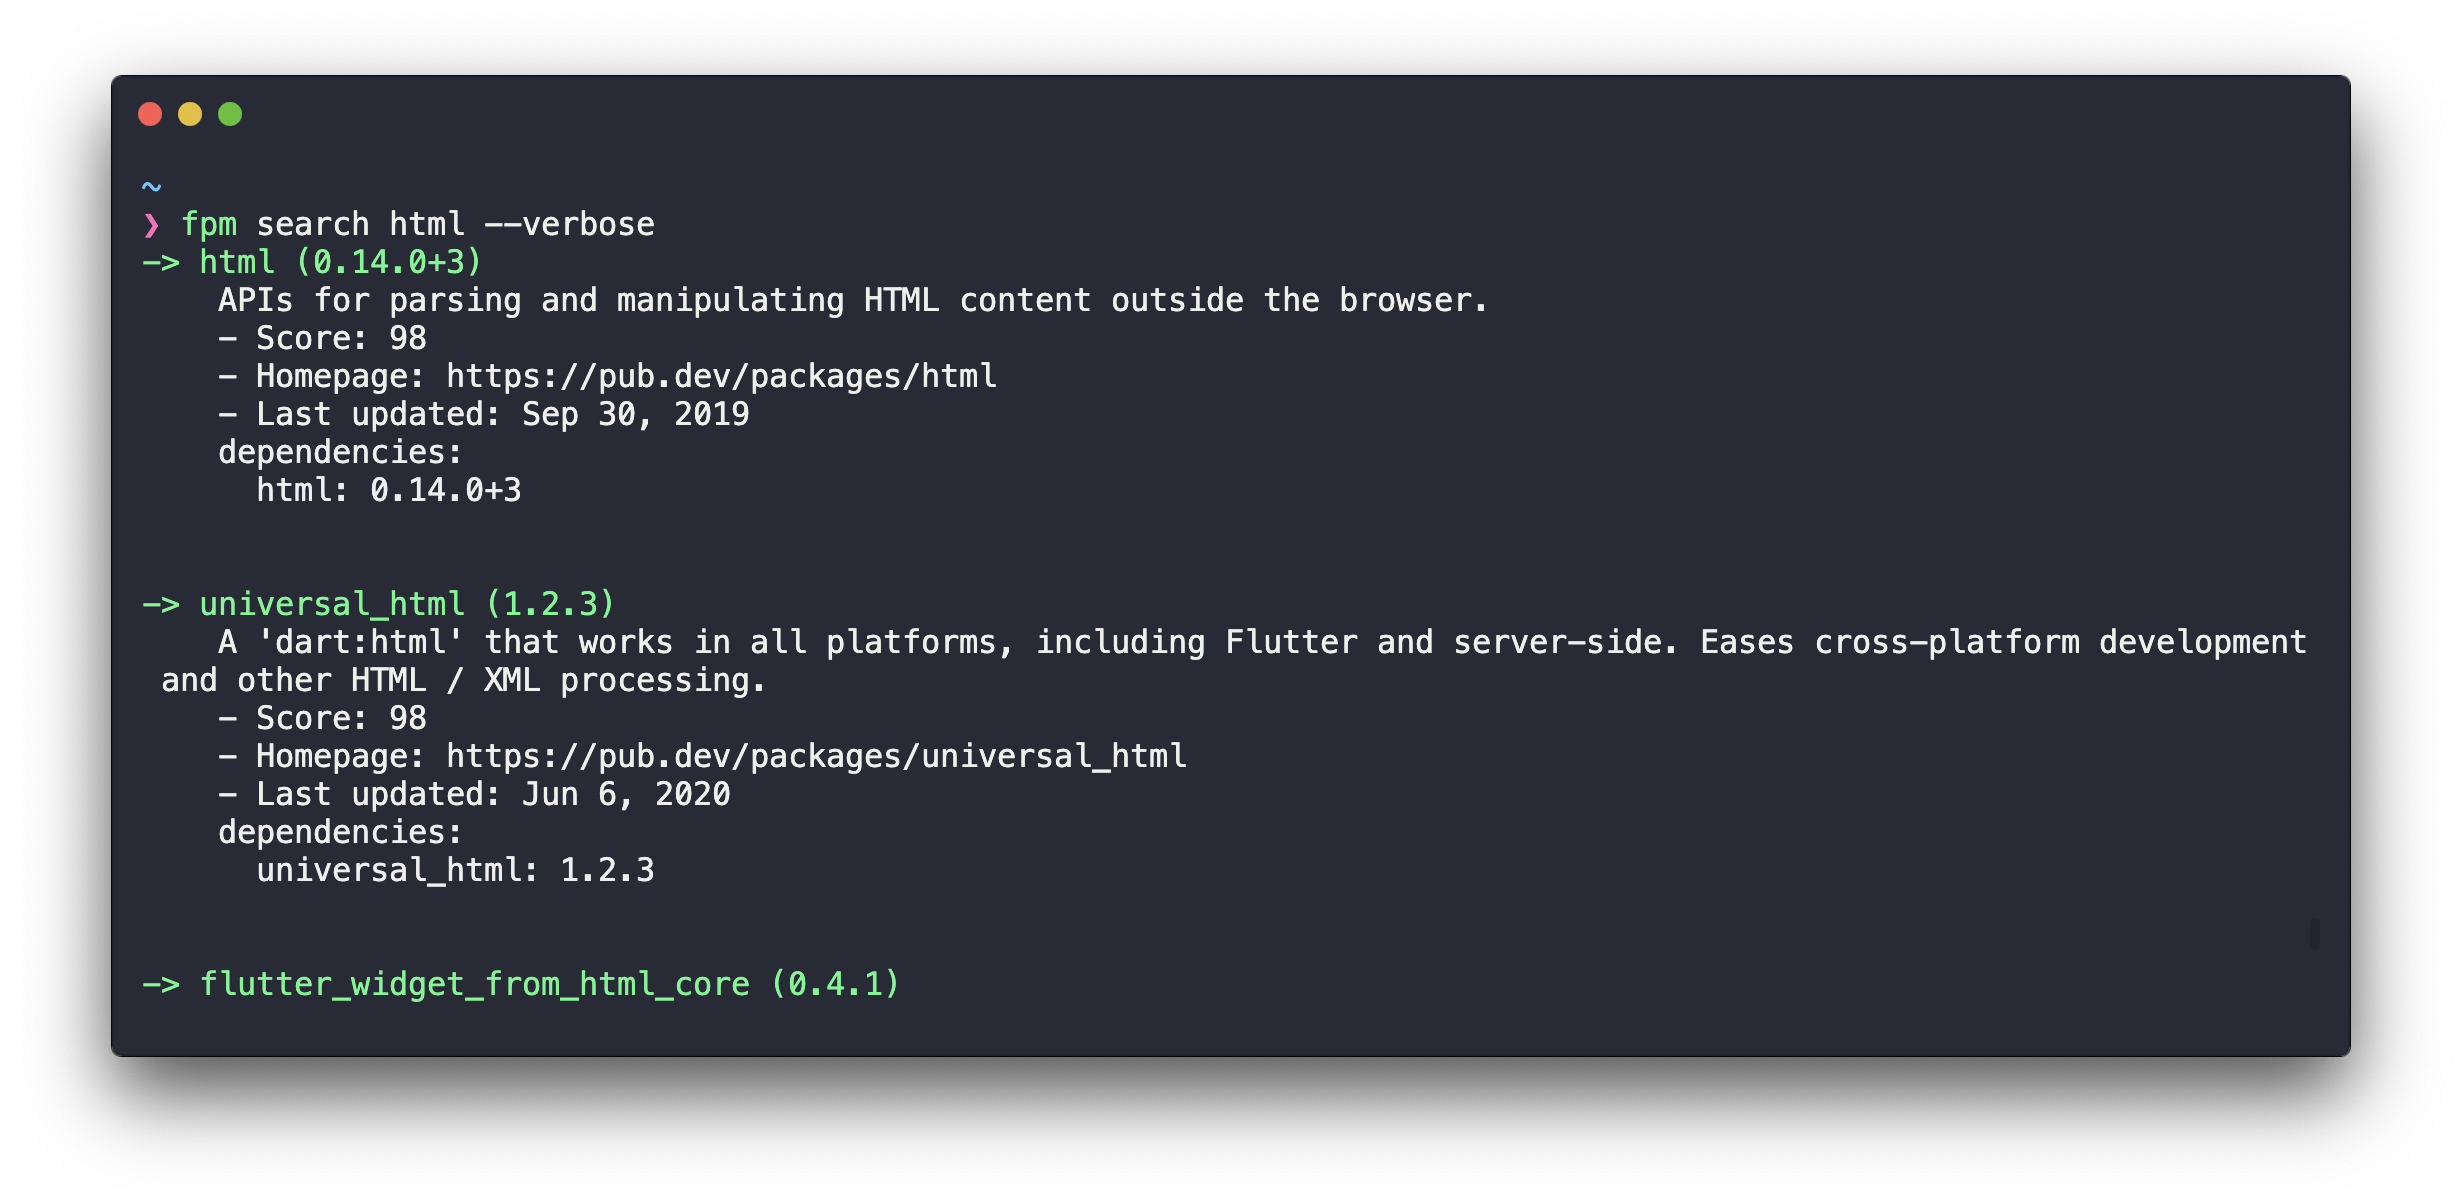 ~
❯ fpm search html --verbose
-> html (0.14.0+3)
APIs for parsing and manipulating HTML content outside the browser.
- Score: 98
- Homepage: https://pub.dev/packages/html
- Last updated: Sep 30, 2019
dependencies:
html: 0.14.0+3
-> universal_html (1.2.3)
A 'dart:html' that works in all platforms, including Flutter and server-side. Eases cross-platform development
and other HTML / XML processing.
- Score: 98
- Homepage: https://pub.dev/packages/universal_html
- Last updated: Jun 6, 2020
dependencies:
universal_html: 1.2.3
-> flutter_widget_from_html_core (0.4.1)